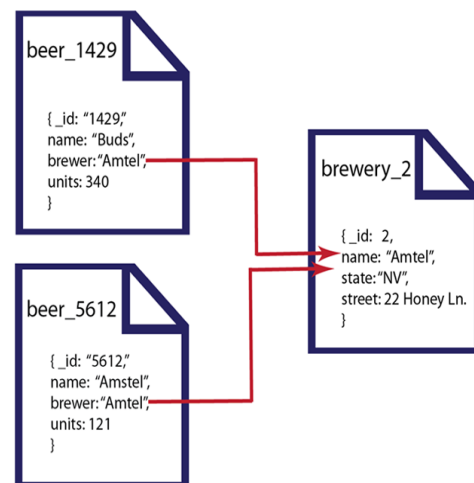 beer_1429
{ _id: “1429,”
name: “Buds”,
brewer:“Amtel”,
units: 340
}
brewery_2
{ _id:  2,
name: “Amtel”,
state:“NV”,
street: 22 Honey Ln.
}
beer_5612
{ _id: “5612,”
name: “Amstel”,
brewer:“Amtel”,
units: 121
}